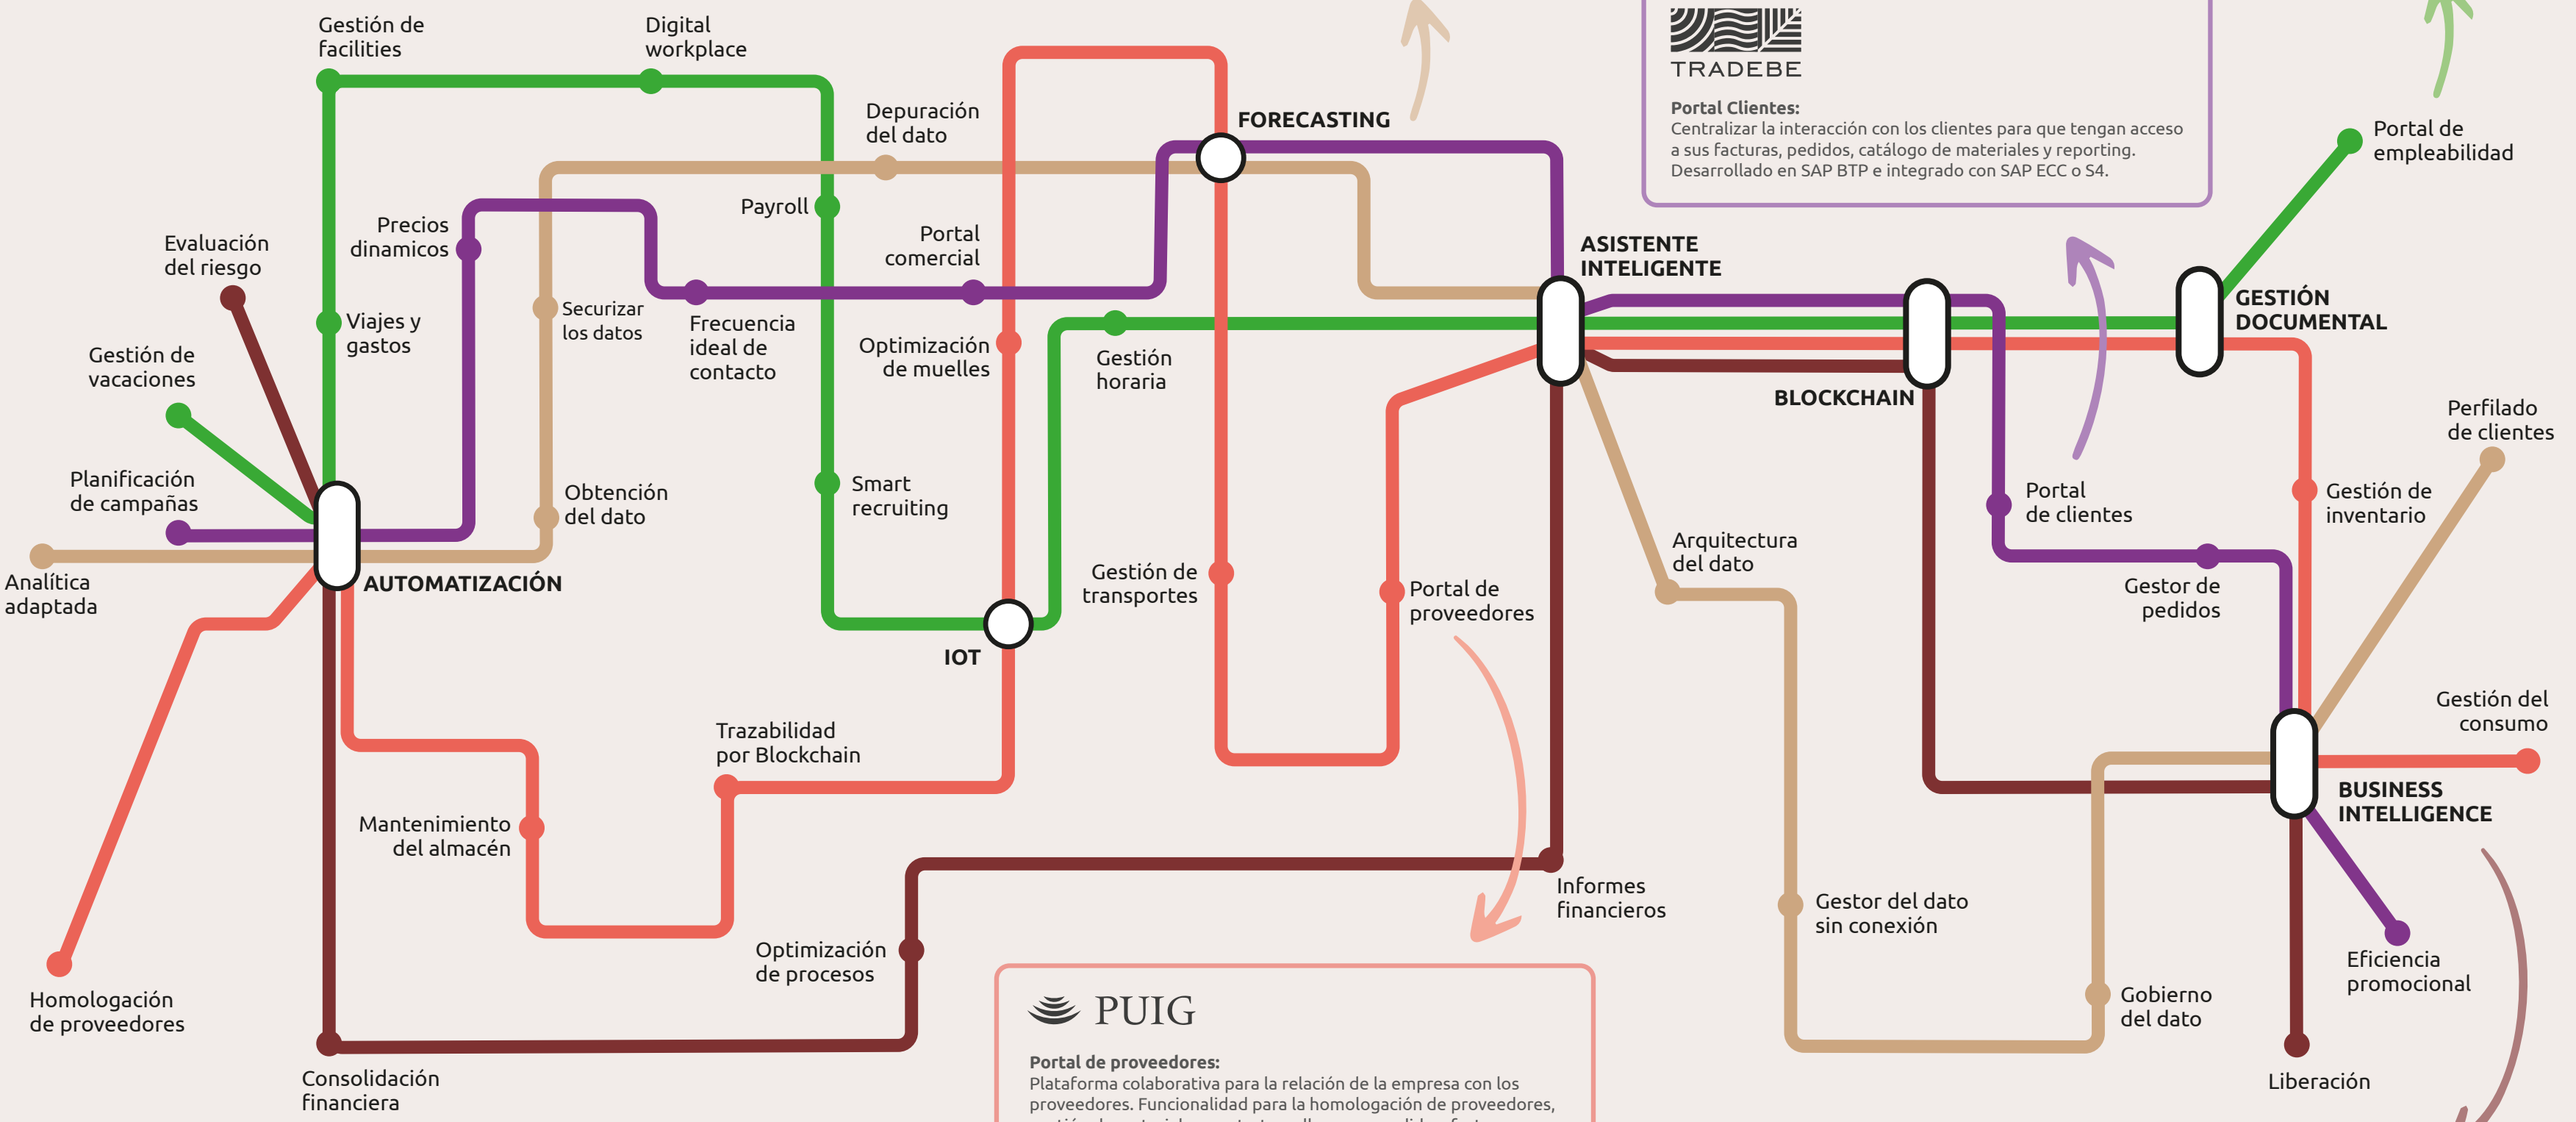 Gestión de
facilities
Digital
workplace
TRADEBE
Portal Clientes:
Centralizar la interacción con los clientes para que tengan acceso
a sus facturas, pedidos, catálogo de materiales y reporting.
Desarrollado en SAP BTP e integrado con SAP ECC o S4.
Depuración
del dato
FORECASTING
Portal de
empleabilidad
Payroll
Precios
dinamicos
Portal
comercial
Evaluación
del riesgo
ASISTENTE
INTELIGENTE
Securizar
los datos
Viajes y
gastos
Frecuencia
ideal de
contacto
Optimización
de muelles
Gestión
horaria
GESTIÓN
DOCUMENTAL
Gestión de
vacaciones
BLOCKCHAIN
Perfilado
de clientes
Planificación
de campañas
Obtención
del dato
Smart
recruiting
Portal
de clientes
Gestión de
inventario
Analítica
adaptada
AUTOMATIZACIÓN
Gestión de
transportes
Portal de
proveedores
Arquitectura
del dato
Gestor de
pedidos
IOT
Trazabilidad
por Blockchain
Gestión del
consumo
Mantenimiento
del almacén
BUSINESS
INTELLIGENCE
Informes
financieros
Gestor del dato
sin conexión
Optimización
de procesos
Eficiencia
promocional
Homologación
de proveedores
PUIG
Gobierno
del dato
Portal de proveedores:
Plataforma colaborativa para la relación de la empresa con los
proveedores. Funcionalidad para la homologación de proveedores,
Consolidación
financiera
Liberación